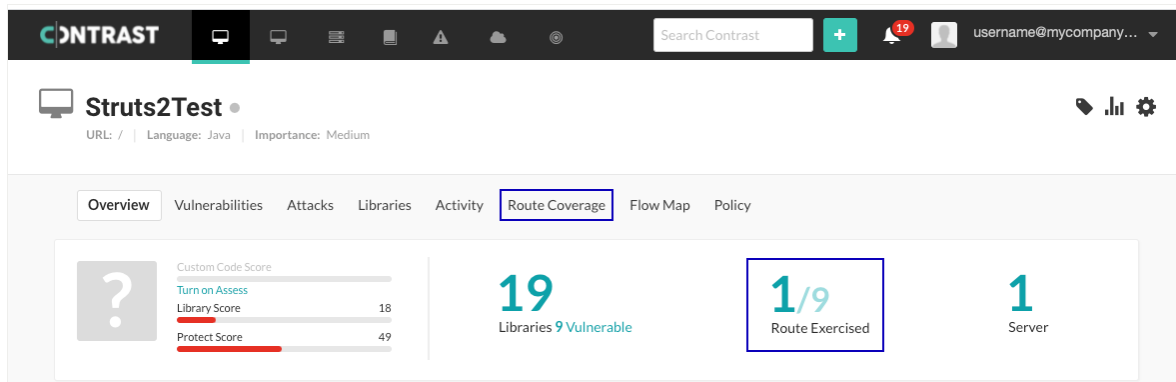 CONTRAST
Search Contrast
+
19
username@mycompany...
Struts2Test
URL: / | Language: Java | Importance: Medium
Overview Vulnerabilities Attacks Libraries Activity Route Coverage Flow Map Policy
?
Custom Code Score
Turn on Assess
Library Score 18
Protect Score 49
19
Libraries 9 Vulnerable
1/9
Route Exercised
1
Server